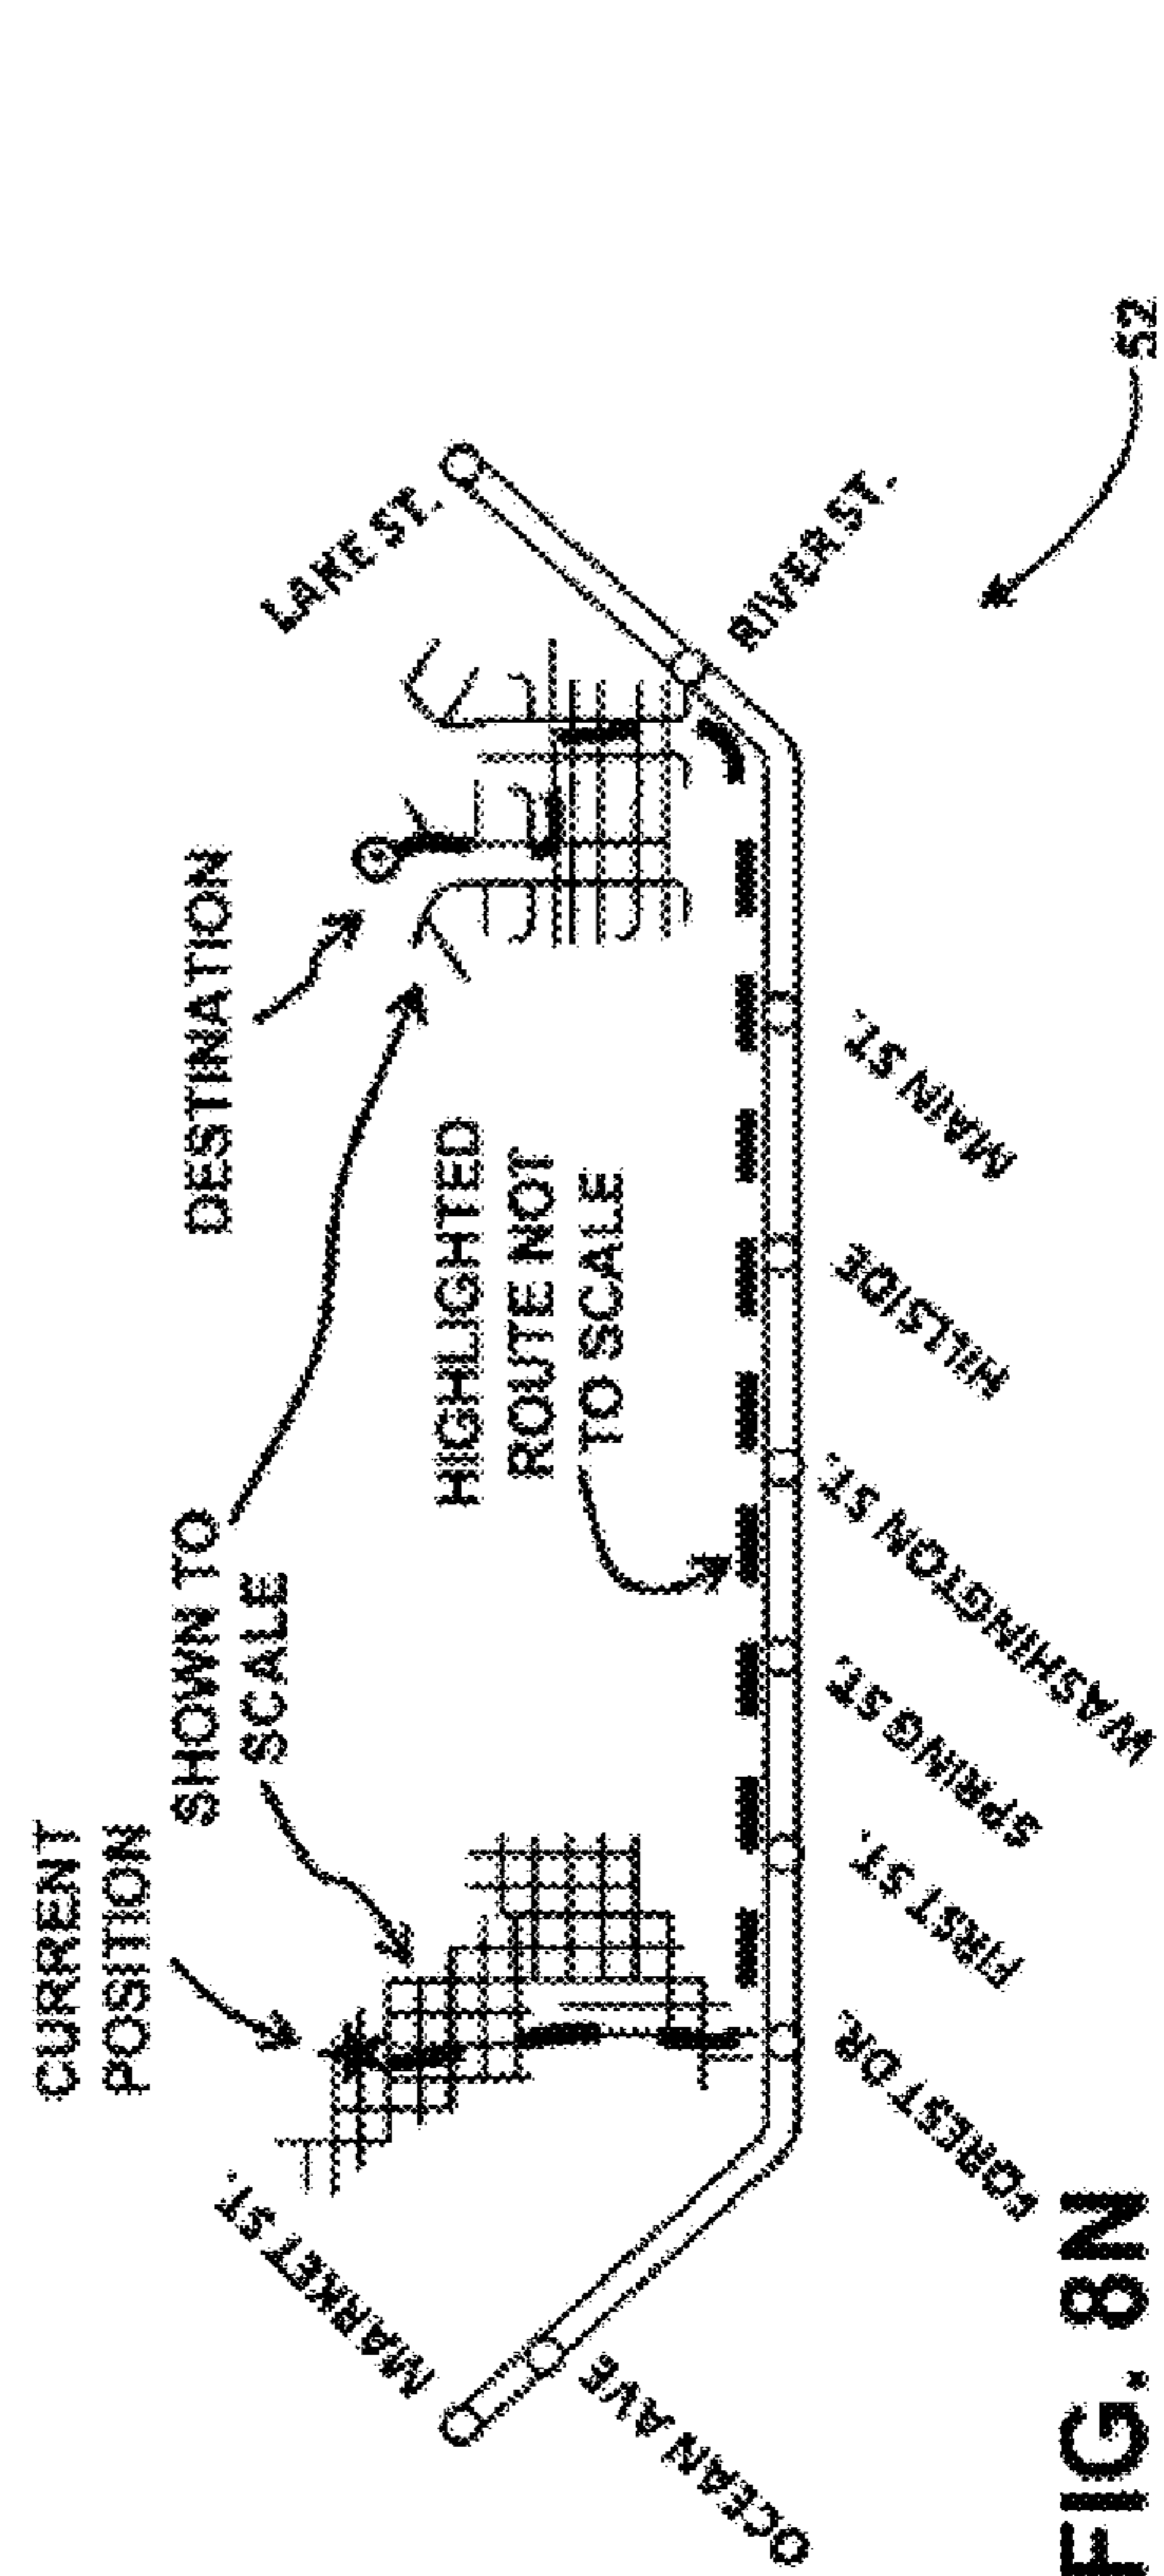 CURRENT
POSITION
SHOWN TO
SCALE
DESTINATION
HIGHLIGHTED
ROUTE NOT
TO SCALE
MARKET ST.
OCEAN AVE
FOREST DR.
FIRST ST.
SPRING ST.
WASHINGTON ST.
HILLSIDE
MAIN ST.
RIVER ST.
LAKE ST.
52
FIG. 8N